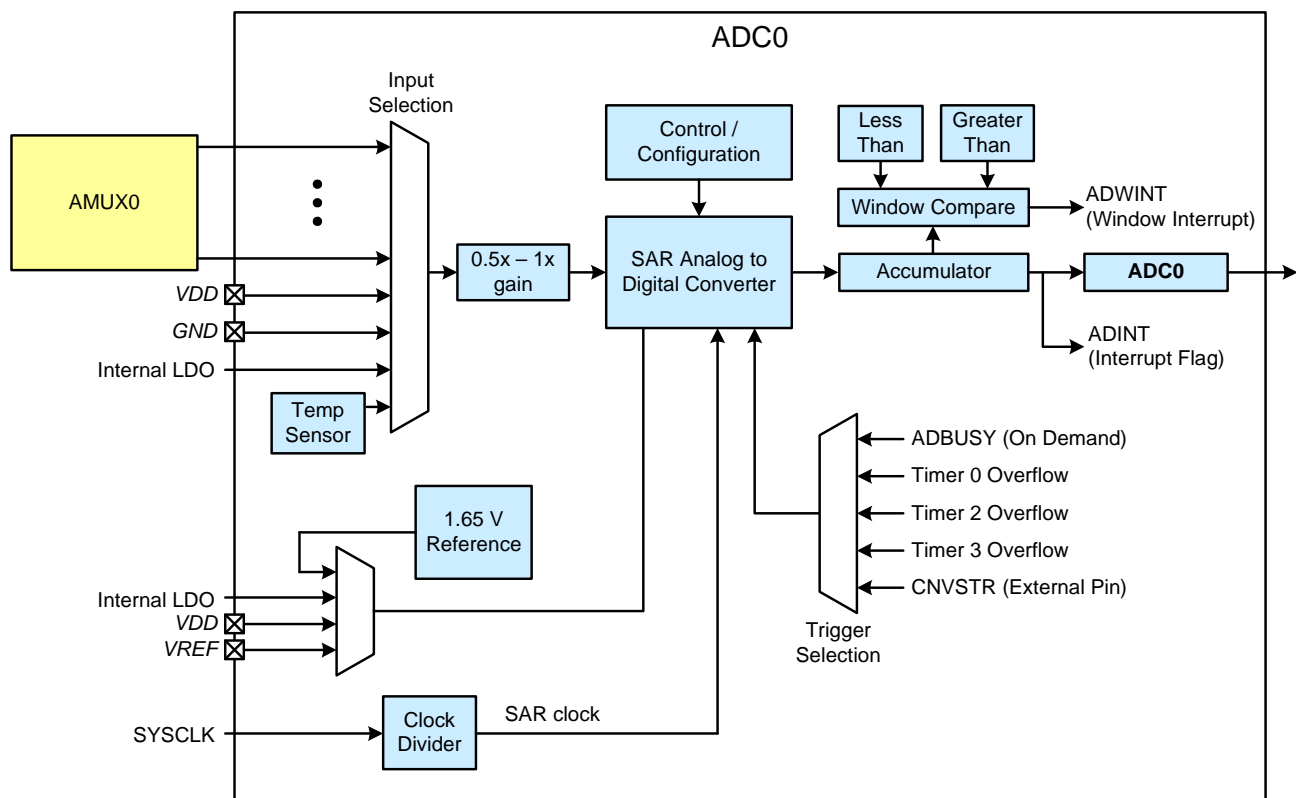 ADC0
Input
Selection
AMUX0
VDD
GND
Internal LDO
Temp
Sensor
0.5x – 1x
gain
Control /
Configuration
SAR Analog to
Digital Converter
Less
Than
Greater
Than
Window Compare
ADWINT
(Window Interrupt)
Accumulator
ADC0
ADINT
(Interrupt Flag)
ADBUSY (On Demand)
Timer 0 Overflow
Timer 2 Overflow
Timer 3 Overflow
CNVSTR (External Pin)
Trigger
Selection
1.65 V
Reference
Internal LDO
VDD
VREF
SYSCLK
Clock
Divider
SAR clock